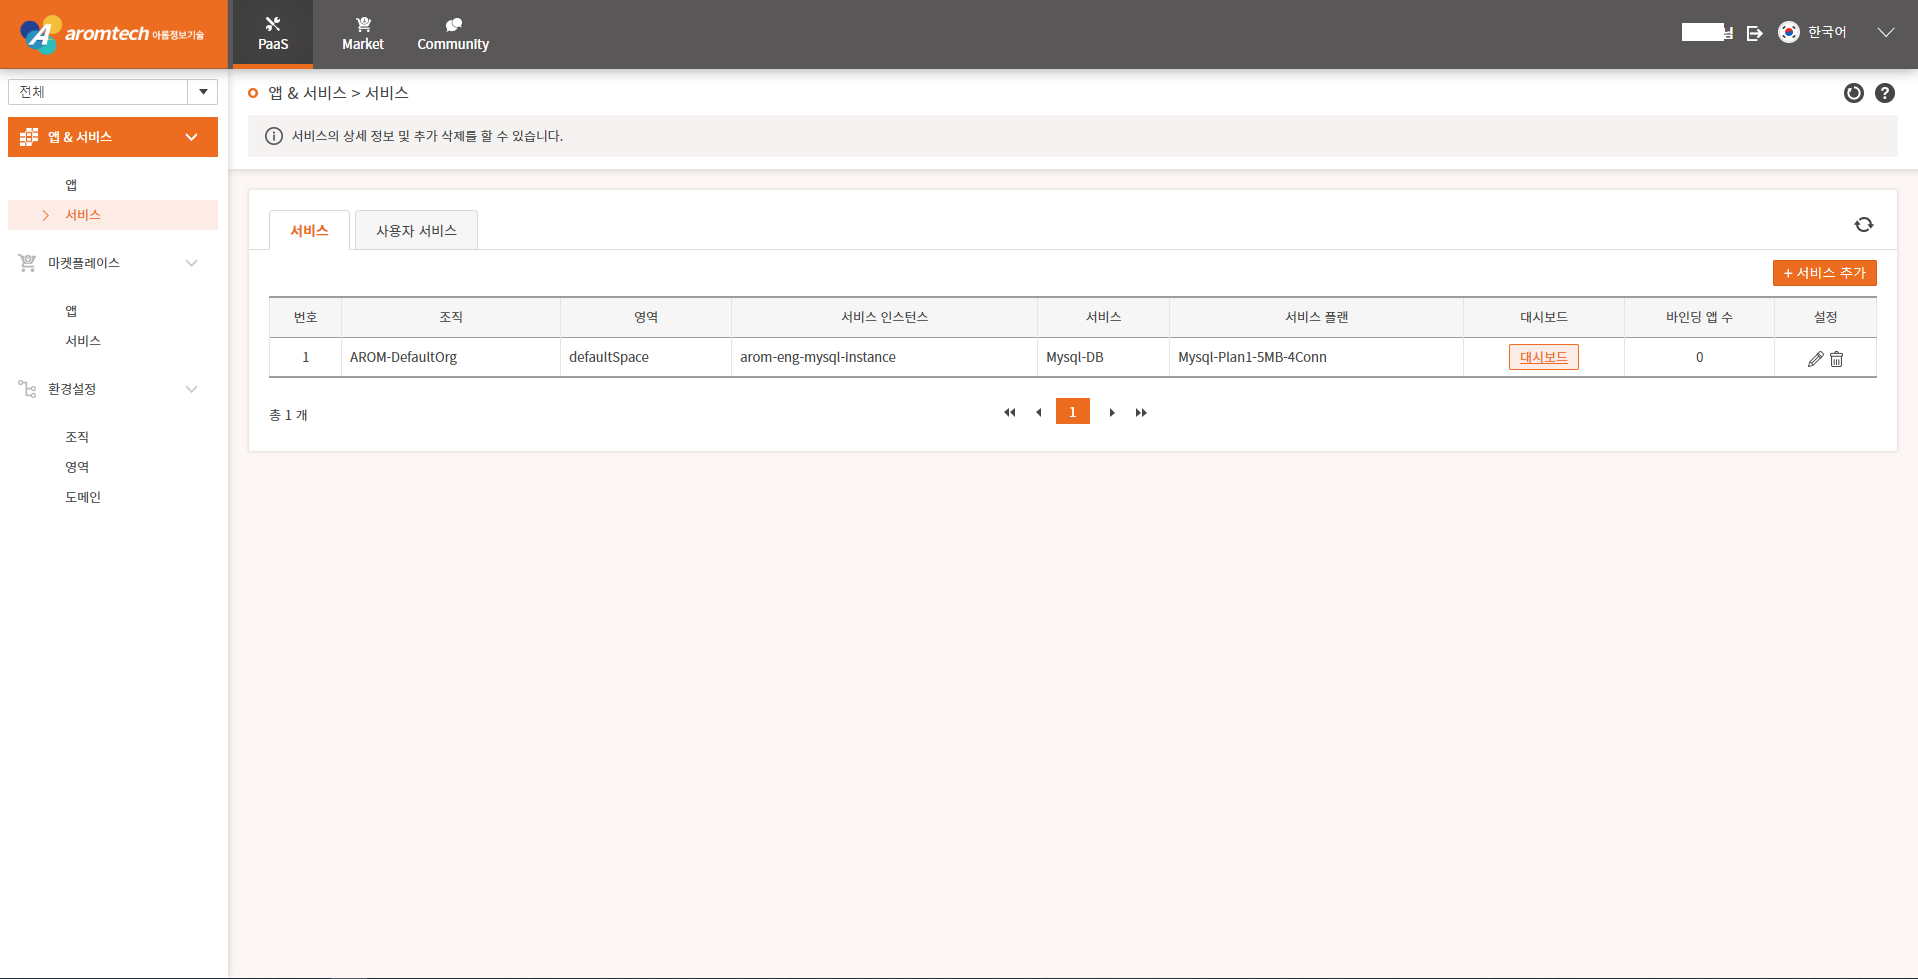 aromtech 아롬정보기술
PaaS
Market
Community
님
한국어
전체
앱 & 서비스
앱
서비스
마켓플레이스
앱
서비스
환경설정
조직
영역
도메인
앱 & 서비스 > 서비스
서비스의 상세 정보 및 추가 삭제를 할 수 있습니다.
서비스
사용자 서비스
+ 서비스 추가
번호 조직 영역 서비스 인스턴스 서비스 서비스 플랜 대시보드 바인딩 앱 수 설정
1 AROM-DefaultOrg defaultSpace arom-eng-mysql-instance Mysql-DB Mysql-Plan1-5MB-4Conn 대시보드 0
총 1 개
1